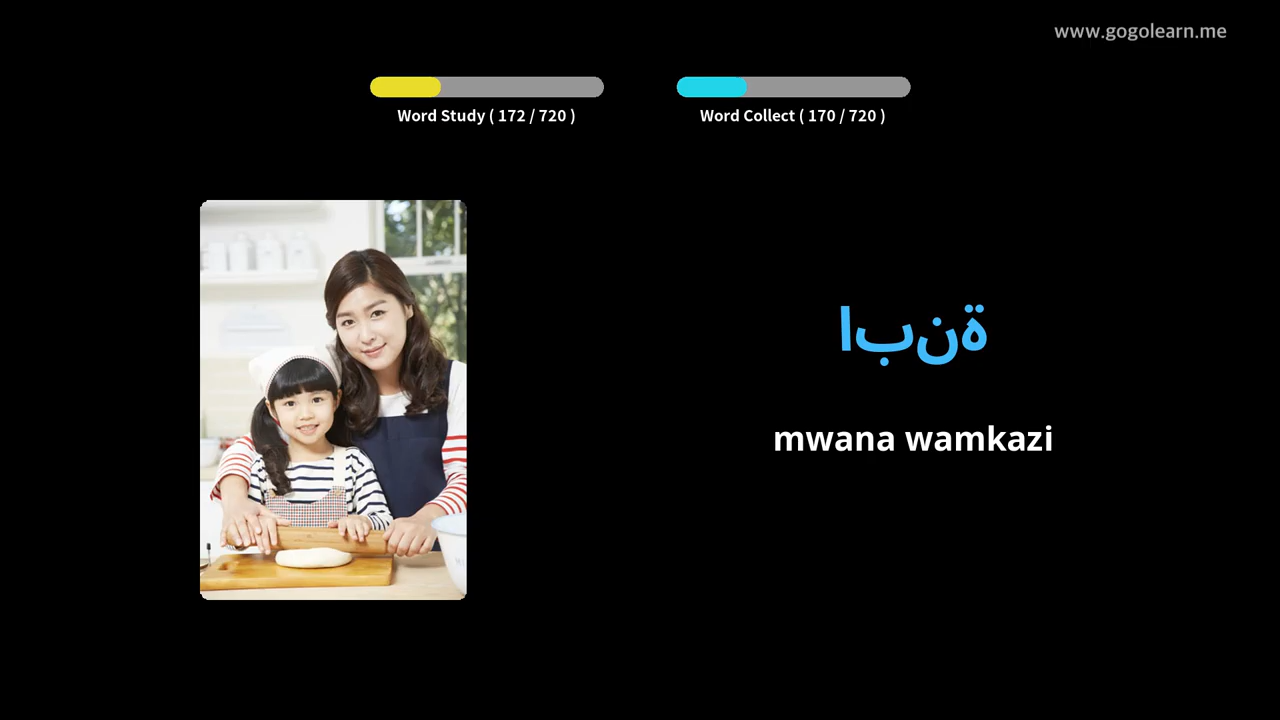 www.gogolearn.me
Word Study ( 172 / 720 )
Word Collect ( 170 / 720 )
ابنة
mwana wamkazi